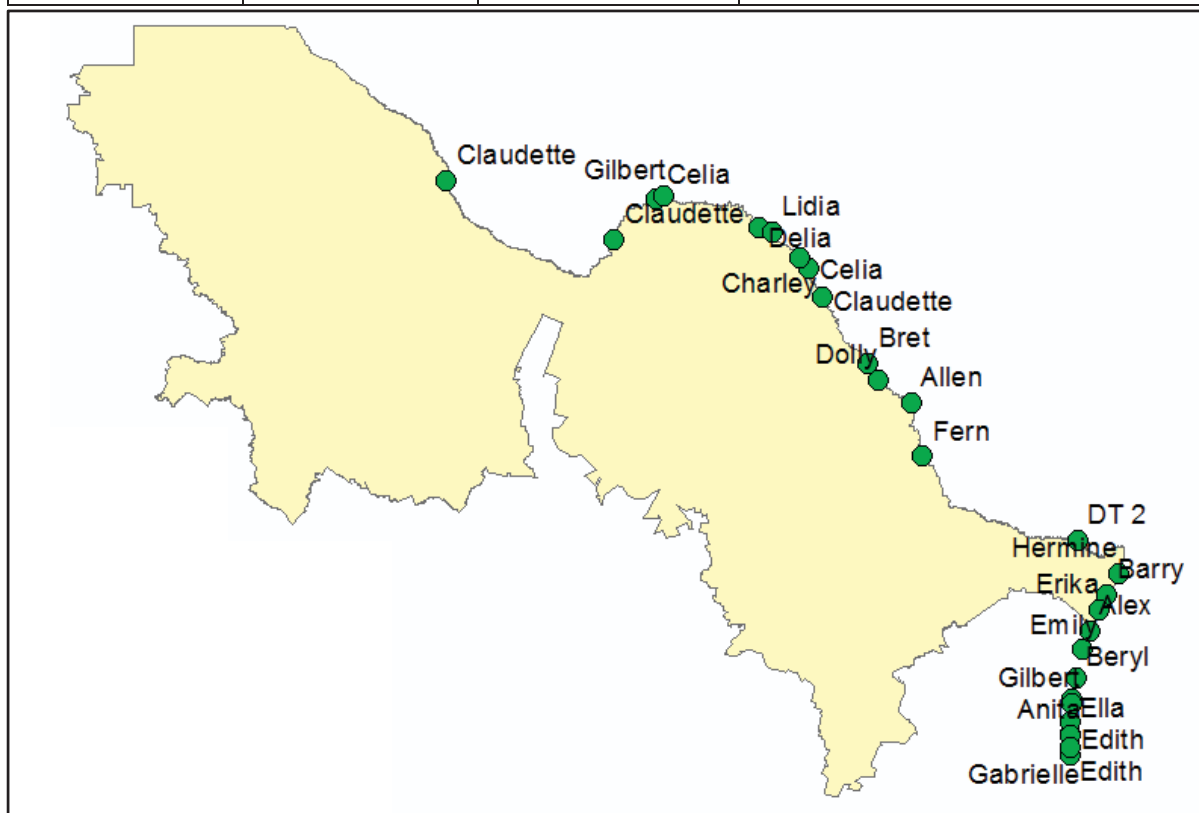 Claudette
Gilbert
Celia
Claudette
Lidia
Delia
Celia
Charley
Claudette
Bret
Dolly
Allen
Fern
DT 2
Hermine
Barry
Erika
Alex
Emily
Beryl
Gilbert
Anita
Ella
Edith
Gabrielle
Edith